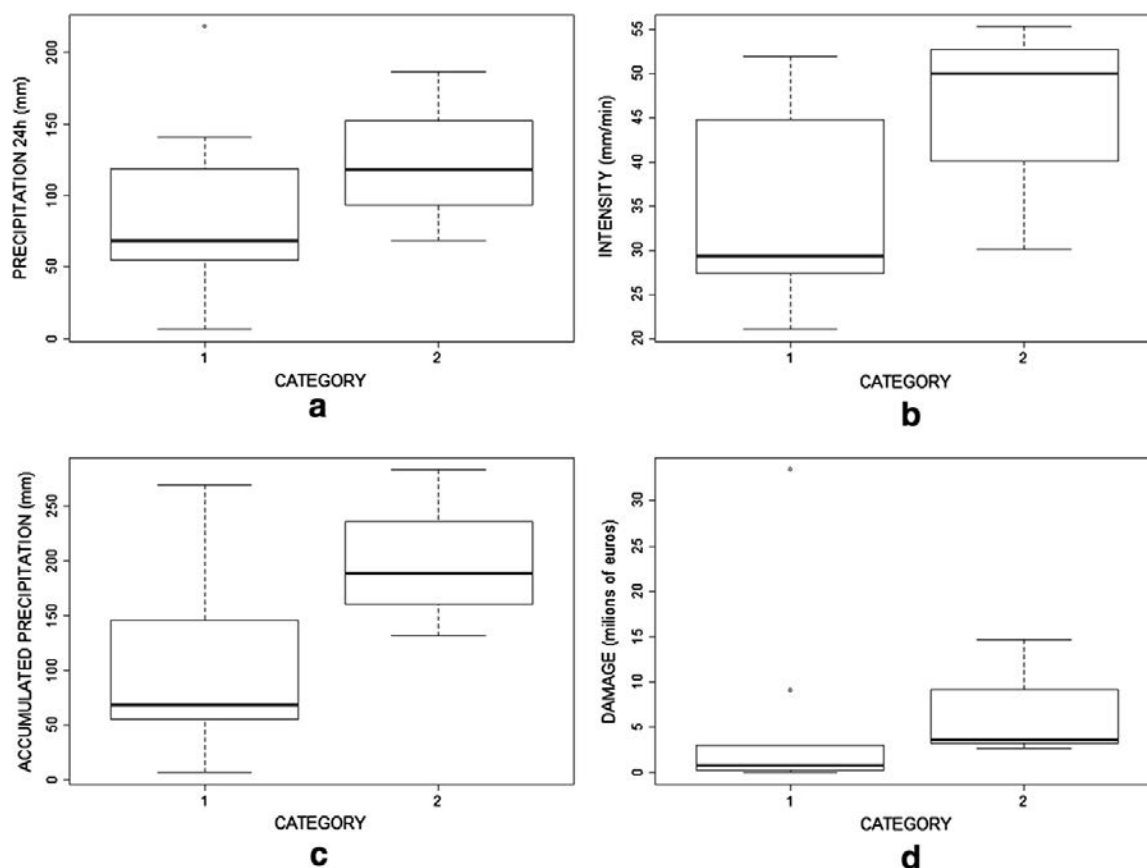 PRECIPITATION 24h (mm)
200
150
100
50
0
1
2
CATEGORY
a
INTENSITY (mm/min)
55
50
45
40
35
30
25
20
1
2
CATEGORY
b
ACCUMULATED PRECIPITATION (mm)
250
200
150
100
50
0
1
2
CATEGORY
c
DAMAGE (milions of euros)
30
25
20
15
10
5
0
1
2
CATEGORY
d